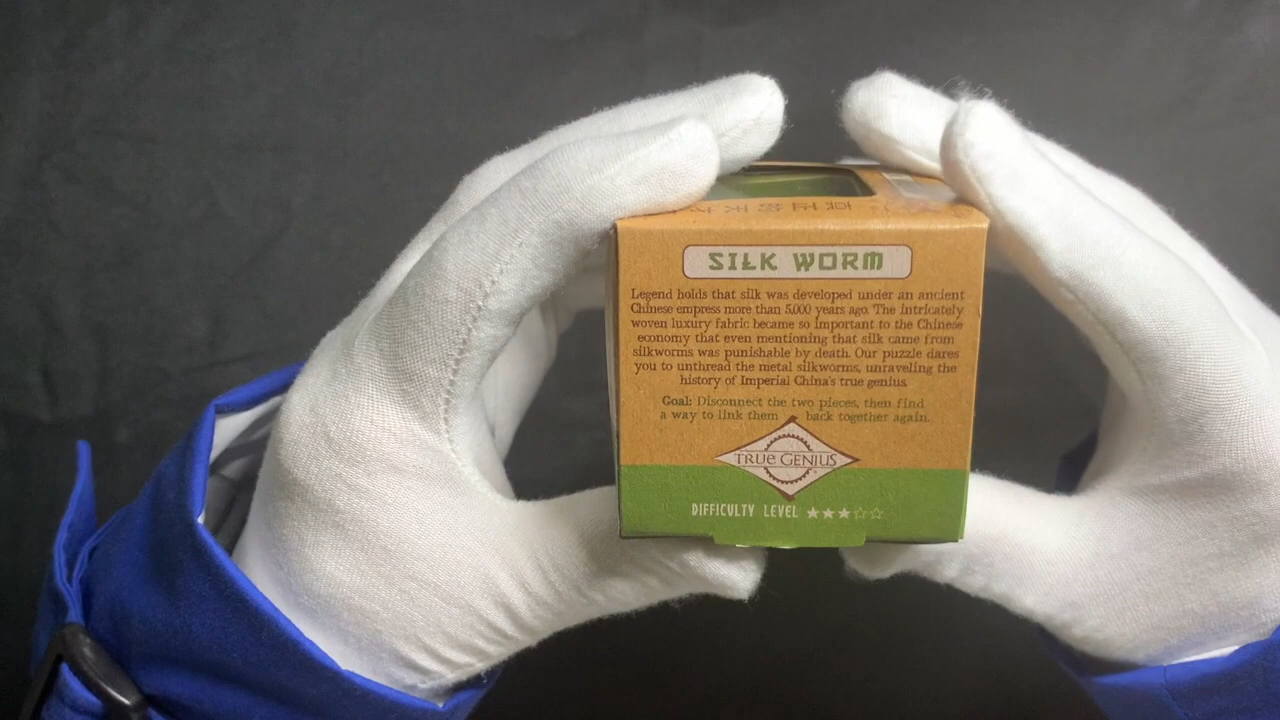 SILK WORM
Legend holds that silk was developed under an ancient
Chinese empress more than 5,000 years ago. The intricately
woven luxury fabric became so important to the Chinese
economy that even mentioning that silk came from
silkworms was punishable by death. Our puzzle dares
you to unthread the metal silkworms, unraveling the
history of Imperial China's true genius.
Goal: Disconnect the two pieces, then find
a way to link them back together again.
TRUE GENIUS
DIFFICULTY LEVEL ★★★☆☆